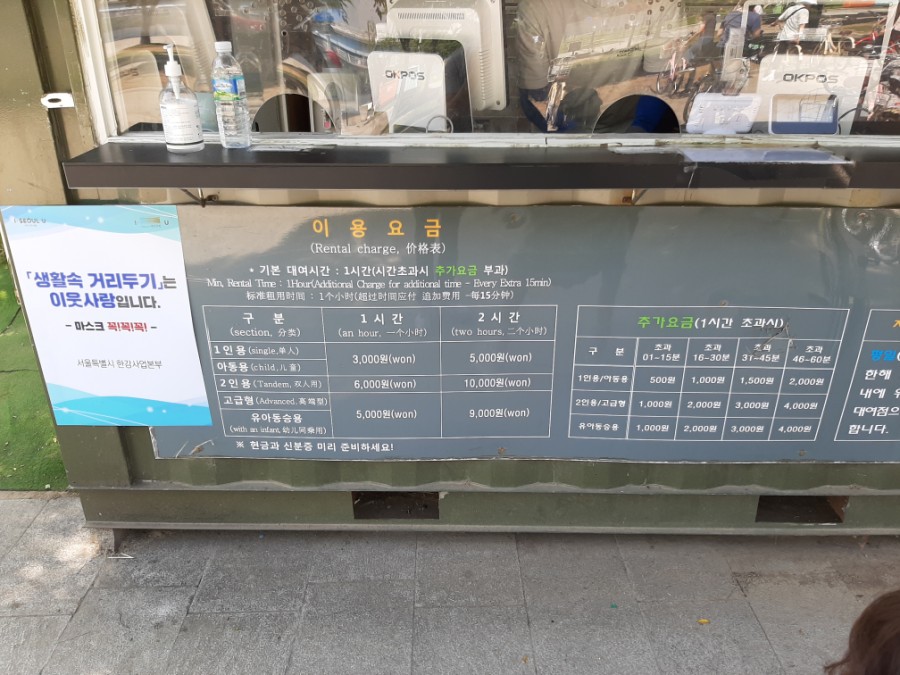 OKPOS
OKPOS
이용요금
(Rental charge, 价格表)
* 기본 대여시간 : 1시간(시간초과시 추가요금 부과)
Min, Rental Time : 1Hour(Additional Charge for additional time - Every Extra 15min)
标准租用时间 : 1个小时(超过时间应付 追加费用 -每15分钟)
구 분 1 시 간 2 시 간
(section, 分类) (an hour, 一个小时) (two hours, 二个小时)
1인용 (single,单人) 3,000원(won) 5,000원(won)
아동용 (child,儿童)
2인용 (Tandem, 双人用) 6,000원(won) 10,000원(won)
고급형 (Advanced, 高端型) 5,000원(won) 9,000원(won)
유아동승용
(with an infant, 幼儿同乘用)
※ 현금과 신분증 미리 준비하세요!
추가요금(1시간 초과시)
구 분 초과 01-15분 초과 16-30분 초과 31-45분 초과 46-60분
1인용/아동용 500원 1,000원 1,500원 2,000원
2인용/고급형 1,000원 2,000원 3,000원 4,000원
유아동승용 1,000원 2,000원 3,000원 4,000원
한해
내에
대여점으
합니다.
I·SEOUL·U
「생활속 거리두기」는
이웃사랑입니다.
- 마스크 꼭!꼭!꼭! -
서울특별시 한강사업본부